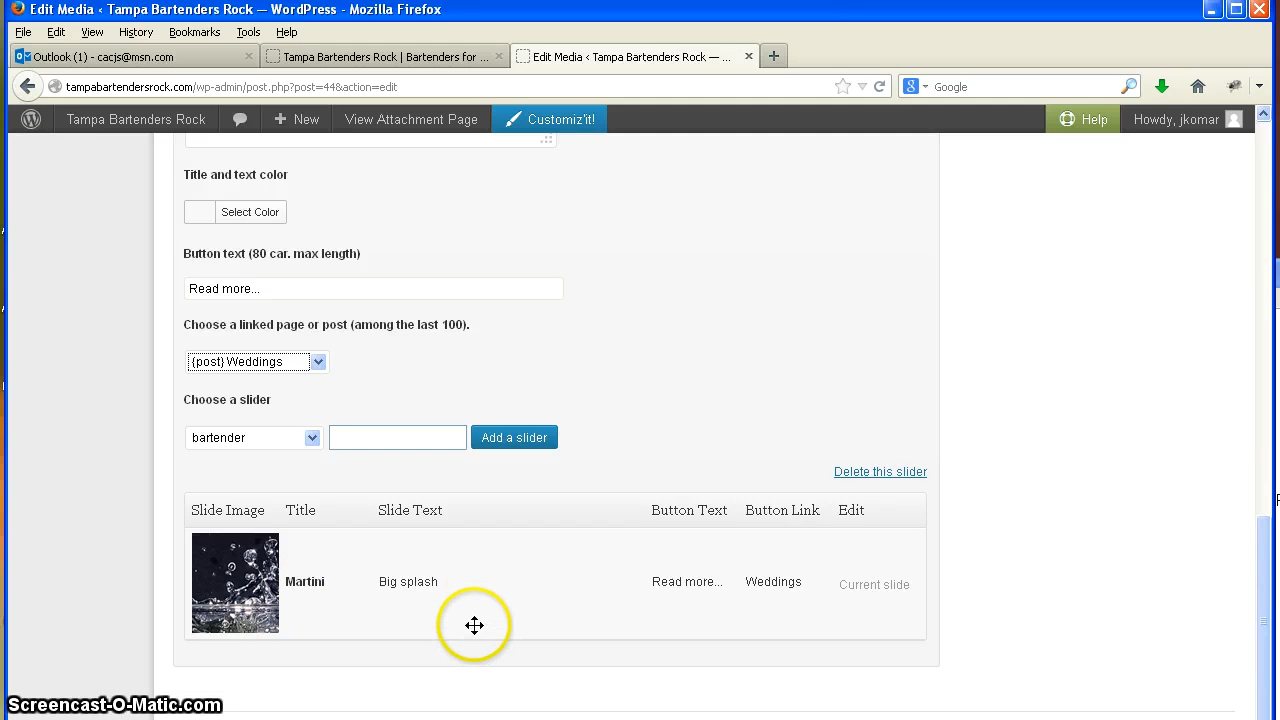 Edit Media ‹ Tampa Bartenders Rock — WordPress - Mozilla Firefox
File Edit View History Bookmarks Tools Help
Outlook (1) - cacjs@msn.com × Tampa Bartenders Rock | Bartenders for ... × Edit Media ‹ Tampa Bartenders Rock — ... × +
tampabartendersrock.com/ /admin/post.php?post=44&action=edit Google
Tampa Bartenders Rock + New View Attachment Page Customiz'it! Help Howdy, jkomar
Title and text color
Select Color
Button text (80 car. max length)
Read more...
Choose a linked page or post (among the last 100).
{post} Weddings
Choose a slider
bartender Add a slider
Delete this slider
Slide Image Title Slide Text Button Text Button Link Edit
Martini Big splash Read more... Weddings Current slide
Screencast-O-Matic.com